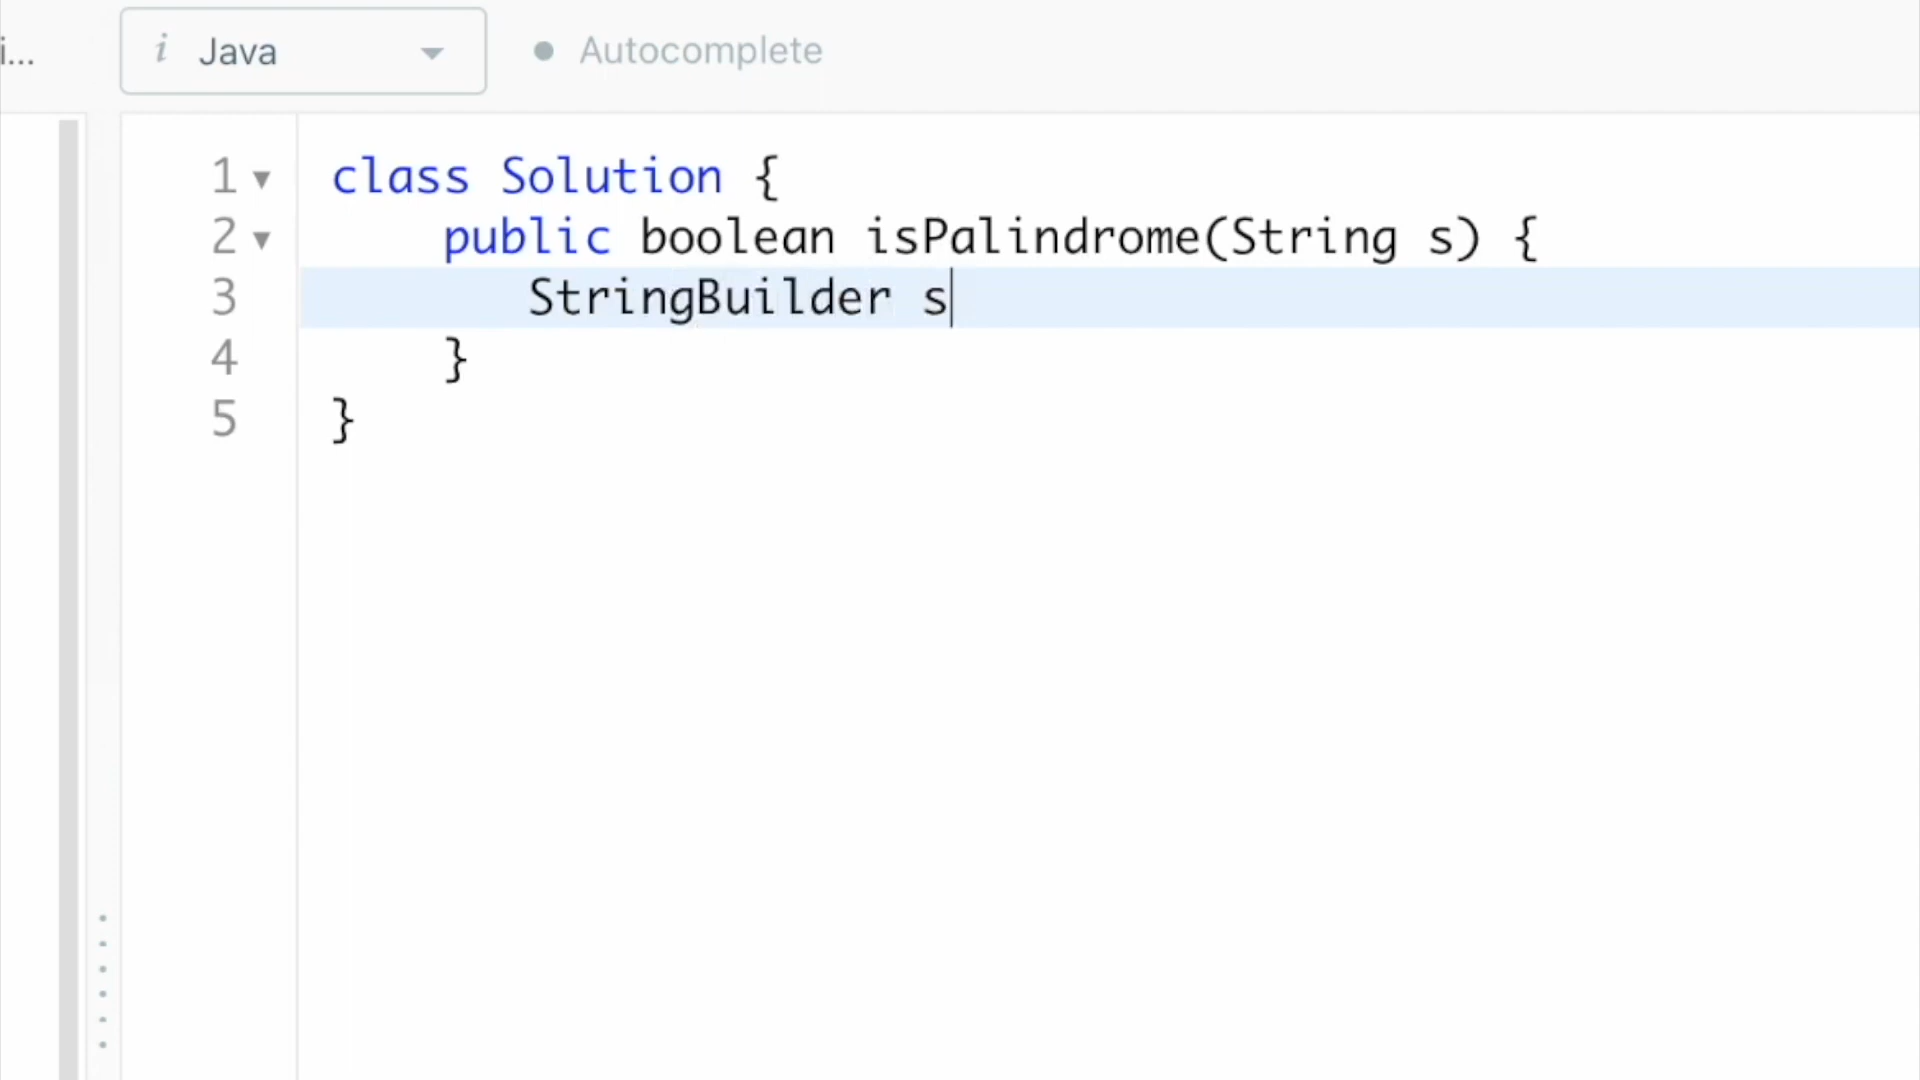 i... i Java Autocomplete
1 class Solution {
2 public boolean isPalindrome(String s) {
3 StringBuilder s
4 }
5 }